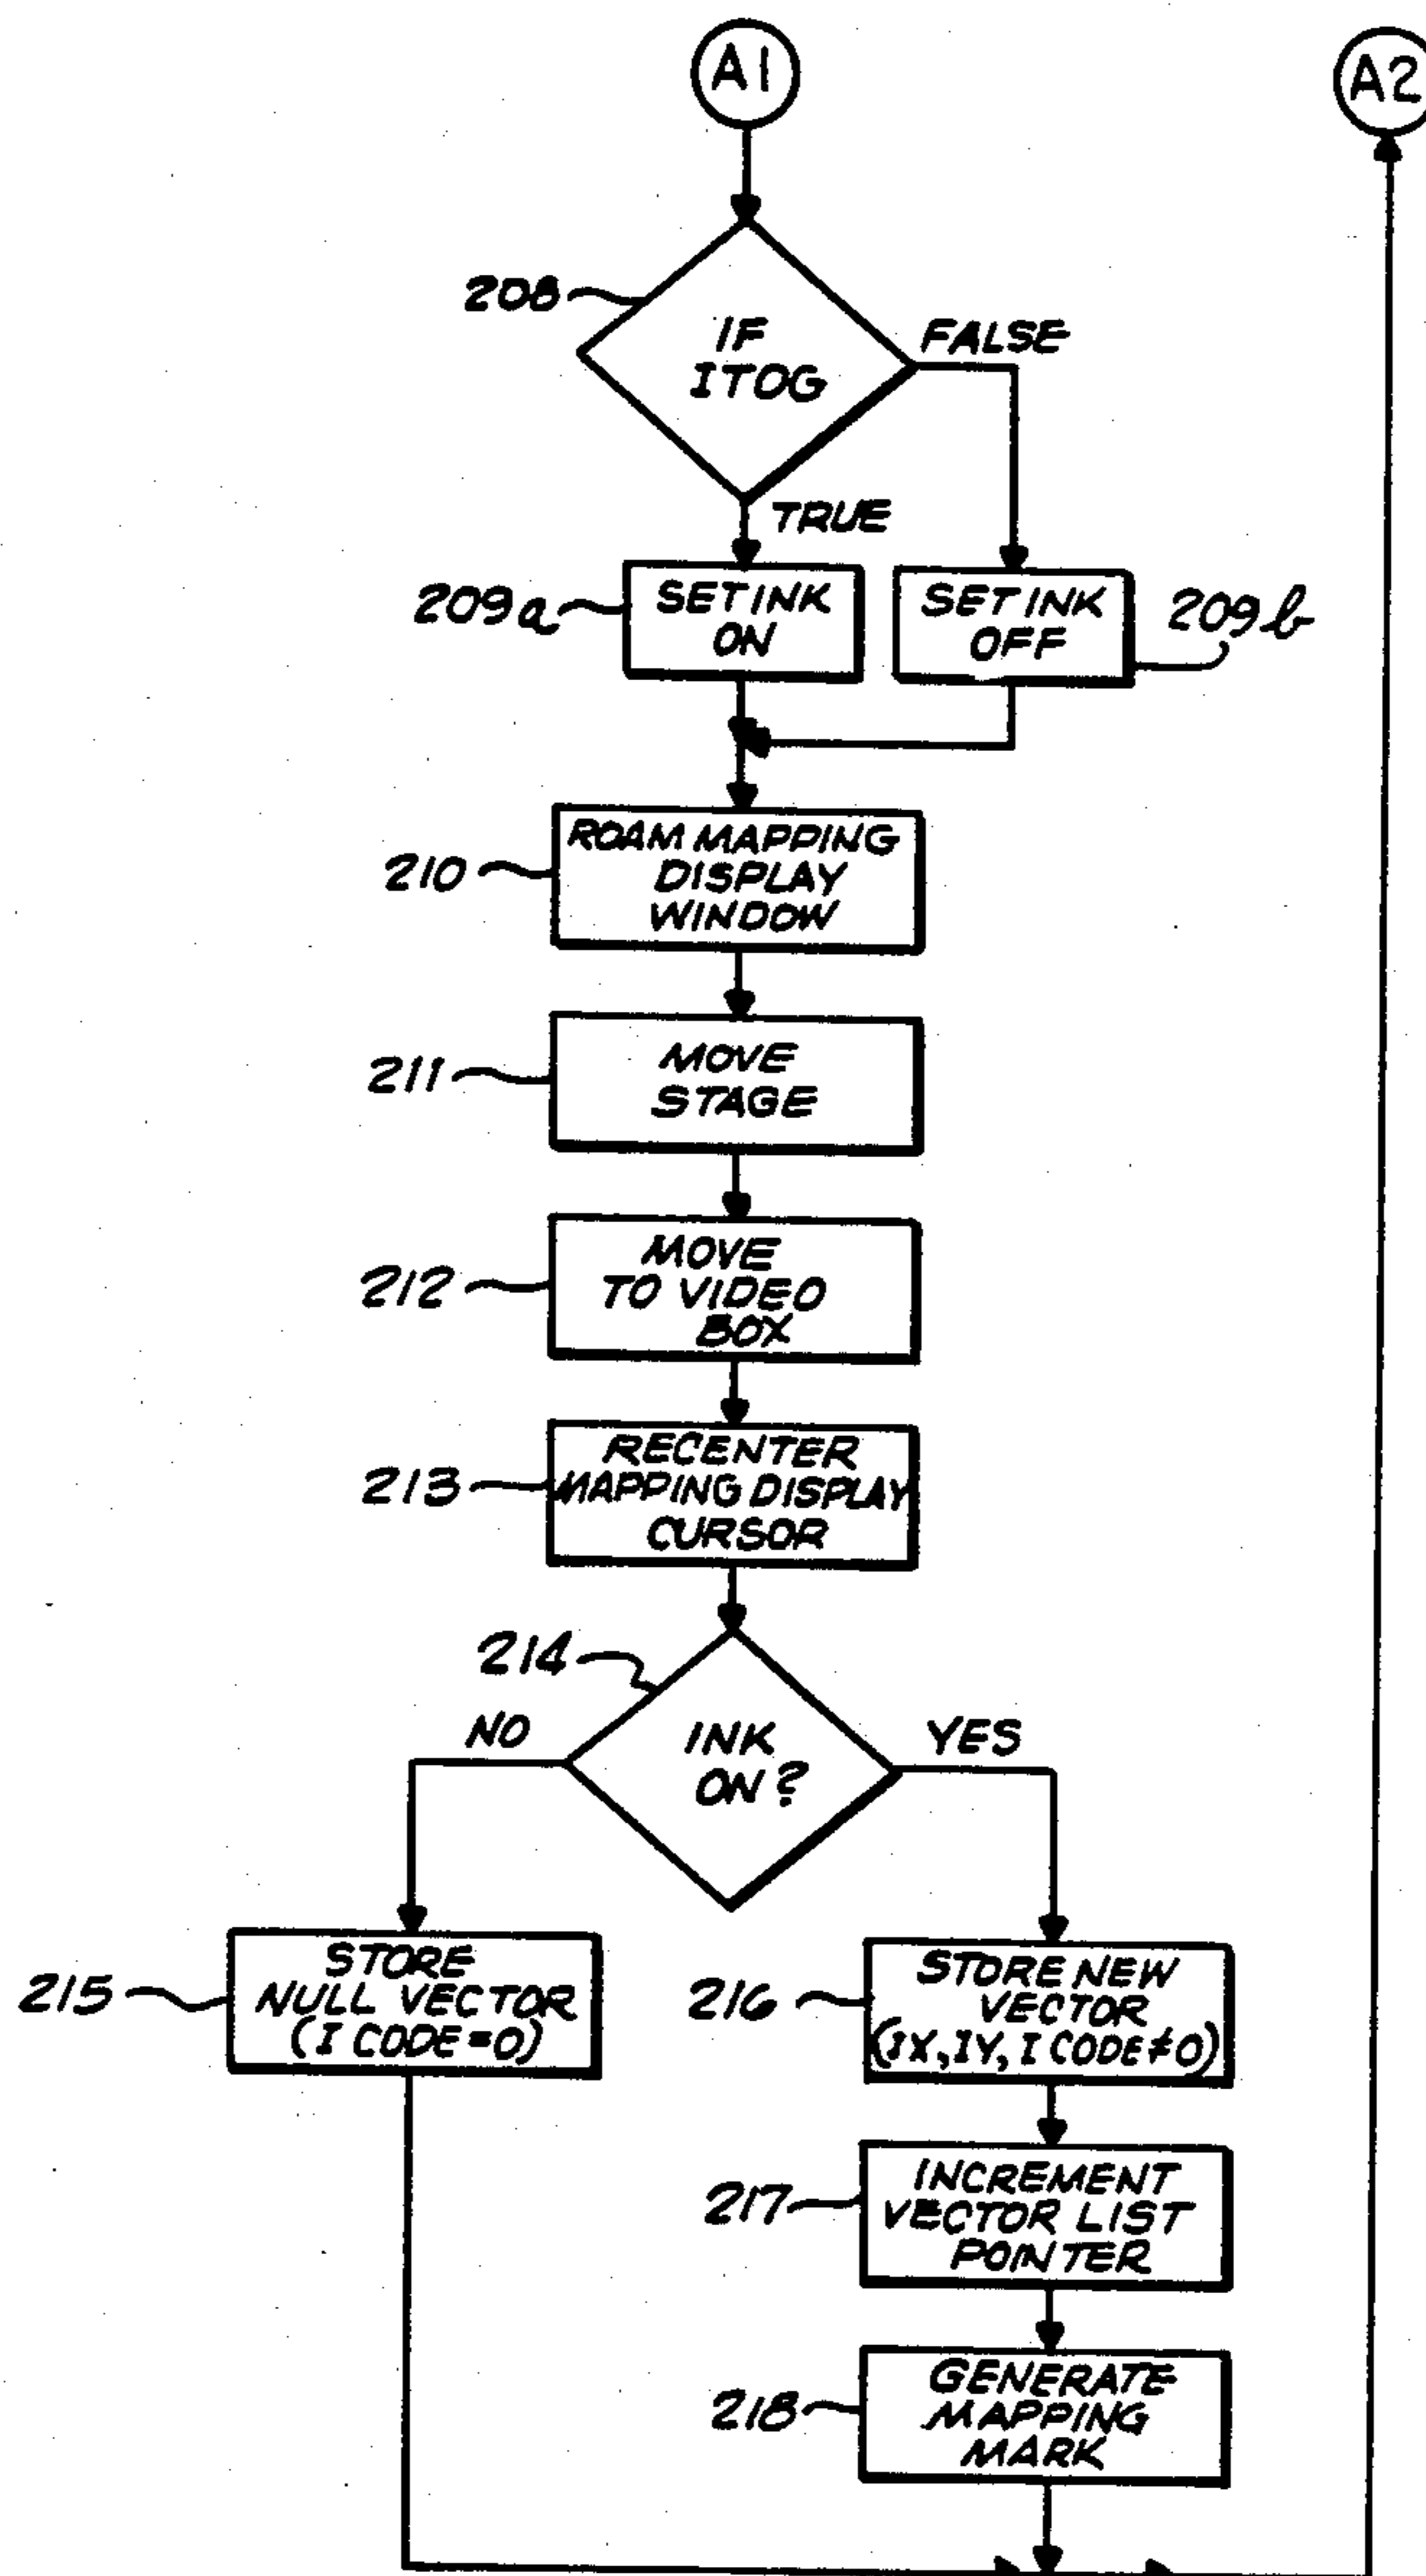 A1
A2
208
IF
ITOG
FALSE
TRUE
209a
SET INK
ON
SET INK
OFF
209b
210
ROAM MAPPING
DISPLAY
WINDOW
211
MOVE
STAGE
212
MOVE
TO VIDEO
BOX
213
RECENTER
MAPPING DISPLAY
CURSOR
214
NO
INK
ON?
YES
215
STORE
NULL VECTOR
(I CODE=0)
216
STORE NEW
VECTOR
(IX, IY, I CODE≠0)
217
INCREMENT
VECTOR LIST
POINTER
218
GENERATE
MAPPING
MARK